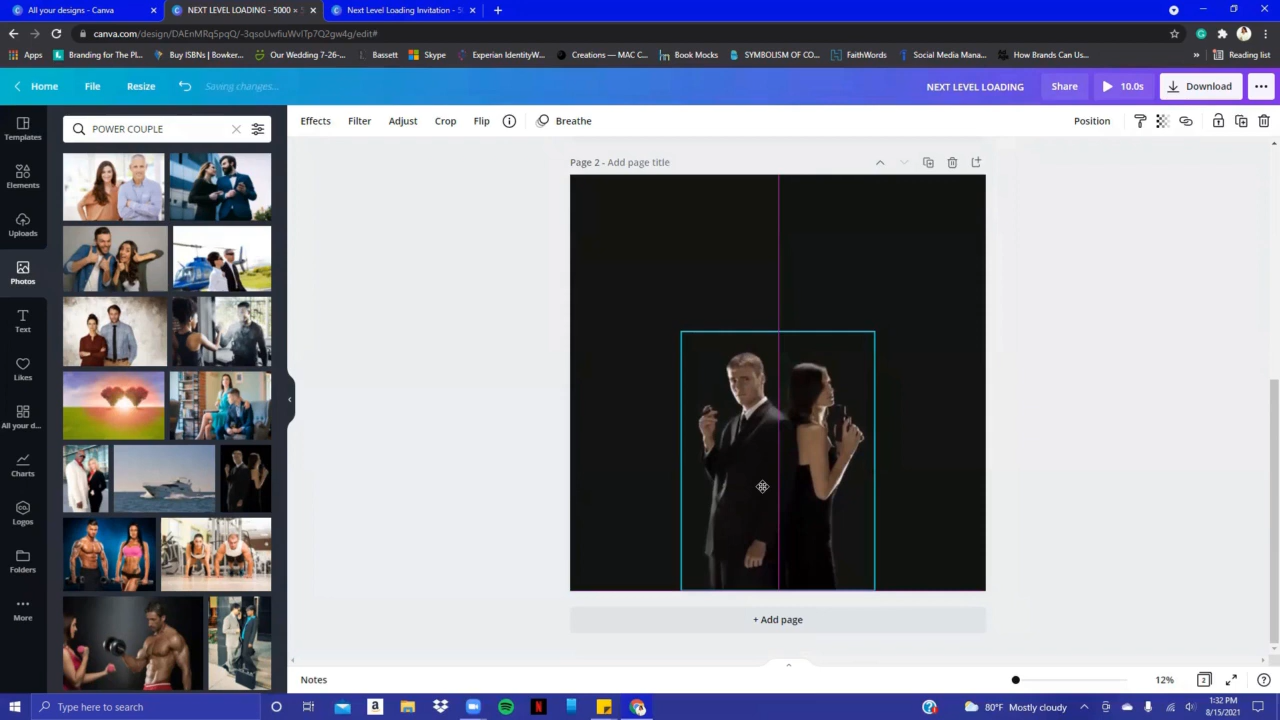 All your designs - Canva
NEXT LEVEL LOADING - 5000 ×
Next Level Loading Invitation - 5
canva.com/design/DAEnMRq5pqQ/-3qsoUwfiuWvITp7Q2gw4g/edit#
Apps
Branding for The Pl...
Buy ISBNs | Bowker...
Our Wedding 7-26-...
Bassett
Skype
Experian IdentityW...
Creations — MAC C...
Book Mocks
SYMBOLISM OF CO...
FaithWords
Social Media Mana...
How Brands Can Us...
Reading list
Home
File
Resize
Saving changes...
NEXT LEVEL LOADING
Share
10.0s
Download
Templates
Elements
Uploads
Photos
Text
Likes
All your d...
Charts
Logos
Folders
More
POWER COUPLE
Effects
Filter
Adjust
Crop
Flip
Breathe
Position
Page 2 - Add page title
+ Add page
Notes
12%
2
Type here to search
80°F Mostly cloudy
1:32 PM
8/15/2021